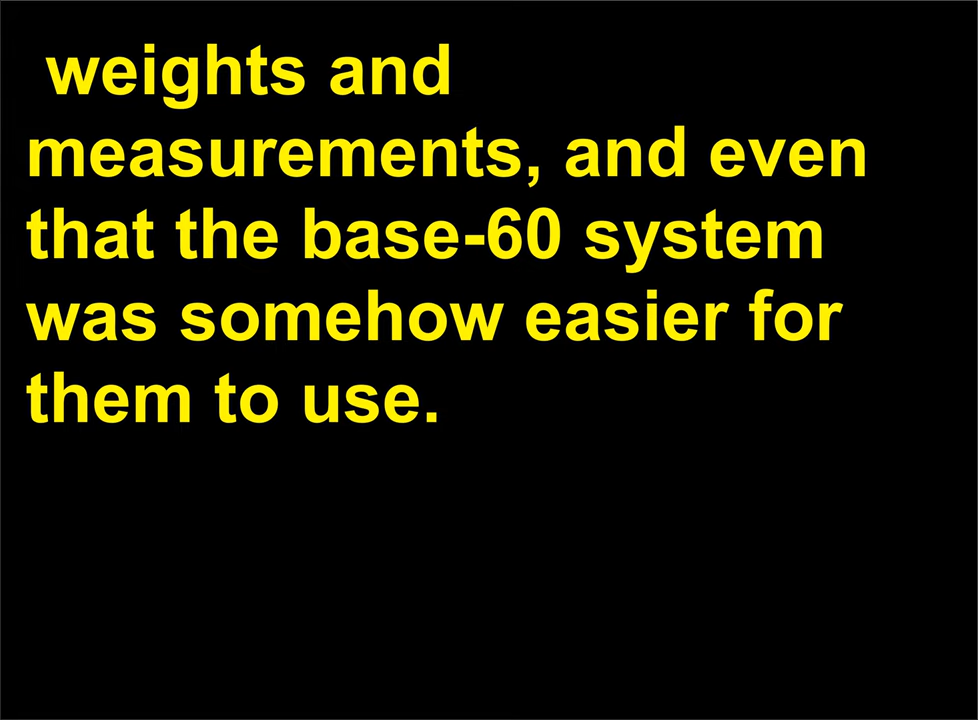 weights and
measurements, and even
that the base-60 system
was somehow easier for
them to use.